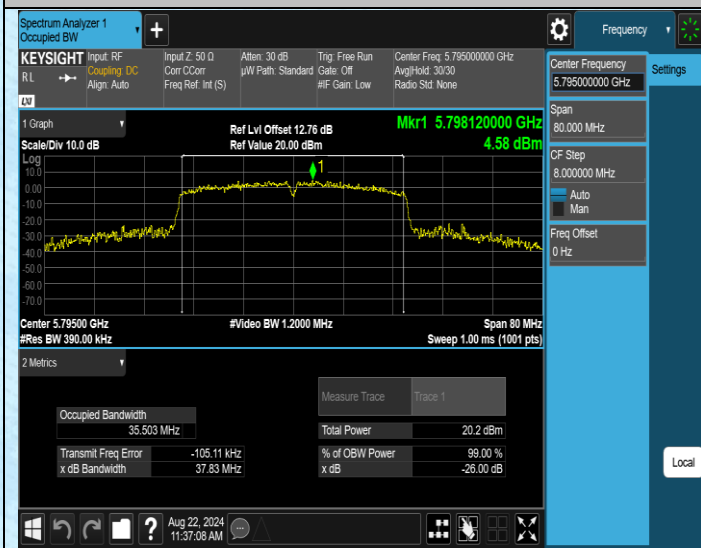 Spectrum Analyzer 1
Occupied BW
Frequency
KEYSIGHT
R L
LXI
Input: RF
Coupling: DC
Align: Auto
Input Z: 50 Ω
Corr CCorr
Freq Ref: Int (S)
Atten: 30 dB
µW Path: Standard
Trig: Free Run
Gate: Off
#IF Gain: Low
Center Freq: 5.795000000 GHz
Avg|Hold: 30/30
Radio Std: None
Center Frequency
5.795000000 GHz
Settings
Span
80.000 MHz
CF Step
8.000000 MHz
Auto
Man
Freq Offset
0 Hz
Local
1 Graph
Scale/Div 10.0 dB
Ref Lvl Offset 12.76 dB
Ref Value 20.00 dBm
Mkr1 5.798120000 GHz
4.58 dBm
Log
10.0
0.00
-10.0
-20.0
-30.0
-40.0
-50.0
-60.0
-70.0
1
Center 5.79500 GHz
#Video BW 1.2000 MHz
Span 80 MHz
#Res BW 390.00 kHz
Sweep 1.00 ms (1001 pts)
2 Metrics
Measure Trace
Trace 1
Occupied Bandwidth
35.503 MHz
Total Power
20.2 dBm
Transmit Freq Error
-105.11 kHz
% of OBW Power
99.00 %
x dB Bandwidth
37.83 MHz
x dB
-26.00 dB
?
Aug 22, 2024
11:37:08 AM